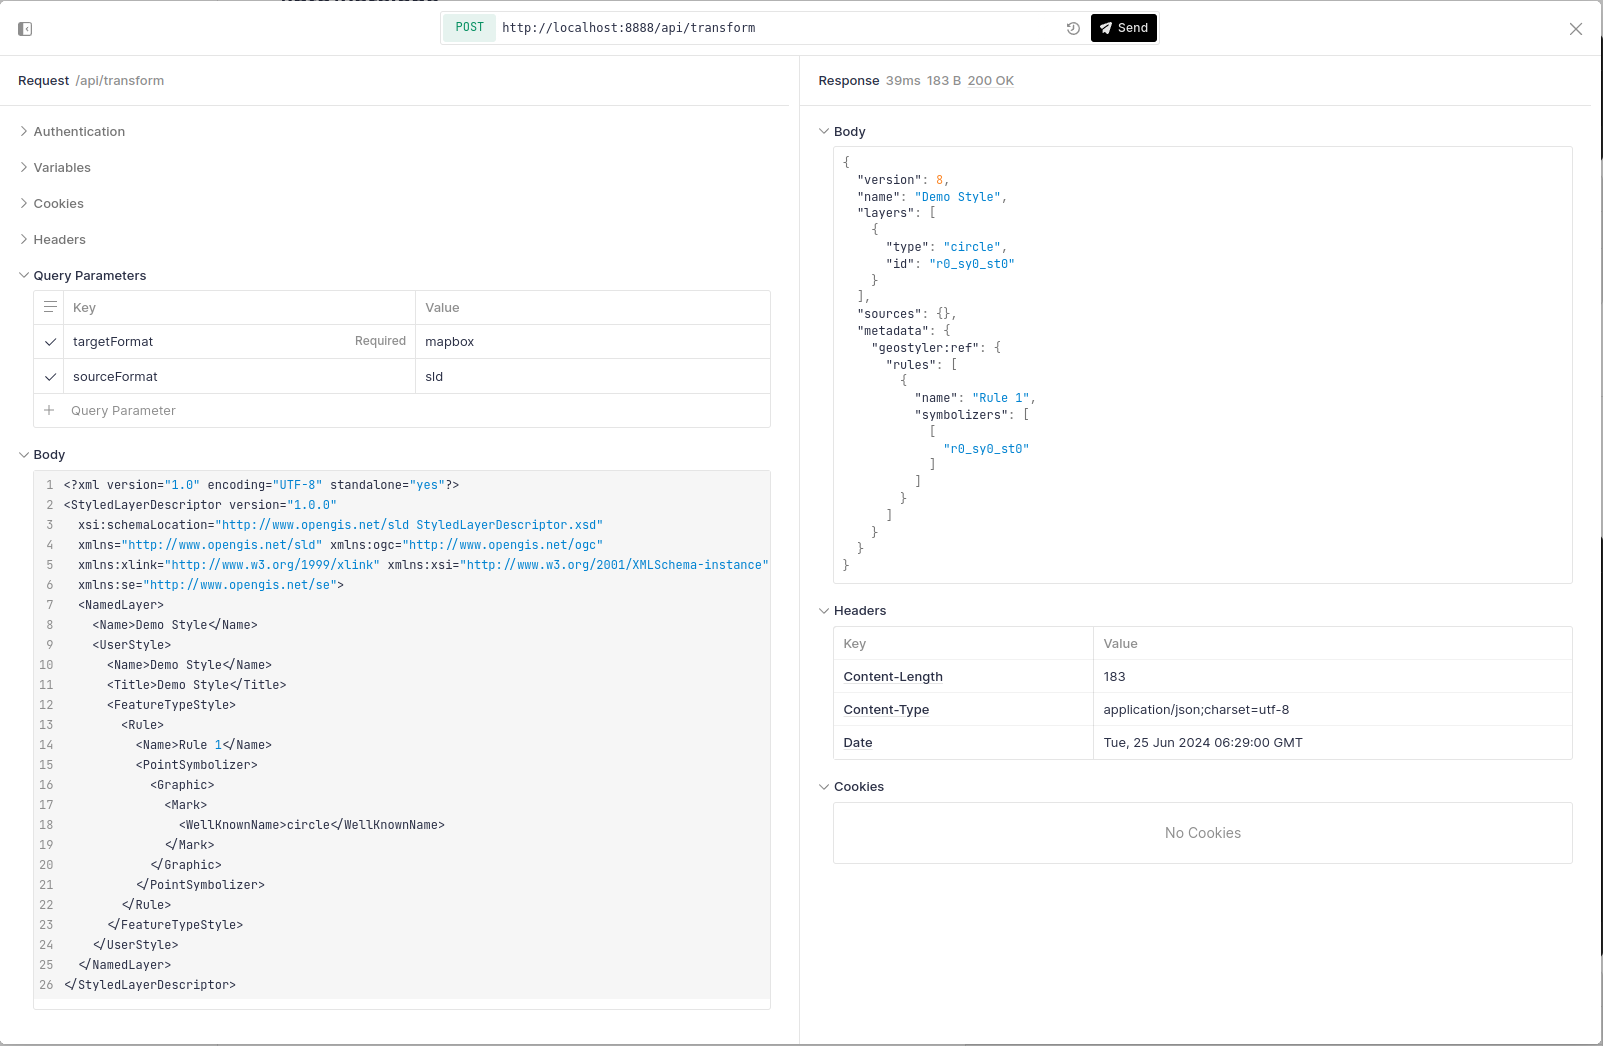 POST http://localhost:8888/api/transform Send
Request /api/transform
Authentication
Variables
Cookies
Headers
Query Parameters
Key Value
targetFormat Required mapbox
sourceFormat sld
Query Parameter
Body
1 <?xml version="1.0" encoding="UTF-8" standalone="yes"?>
2 <StyledLayerDescriptor version="1.0.0"
3 xsi:schemaLocation="http://www.opengis.net/sld StyledLayerDescriptor.xsd"
4 xmlns="http://www.opengis.net/sld" xmlns:ogc="http://www.opengis.net/ogc"
5 xmlns:xlink="http://www.w3.org/1999/xlink" xmlns:xsi="http://www.w3.org/2001/XMLSchema-instance"
6 xmlns:se="http://www.opengis.net/se">
7 <NamedLayer>
8 <Name>Demo Style</Name>
9 <UserStyle>
10 <Name>Demo Style</Name>
11 <Title>Demo Style</Title>
12 <FeatureTypeStyle>
13 <Rule>
14 <Name>Rule 1</Name>
15 <PointSymbolizer>
16 <Graphic>
17 <Mark>
18 <WellKnownName>circle</WellKnownName>
19 </Mark>
20 </Graphic>
21 </PointSymbolizer>
22 </Rule>
23 </FeatureTypeStyle>
24 </UserStyle>
25 </NamedLayer>
26 </StyledLayerDescriptor>
Response 39ms 183 B 200 OK
Body
{
"version": 8,
"name": "Demo Style",
"layers": [
{
"type": "circle",
"id": "r0_sy0_st0"
}
],
"sources": {},
"metadata": {
"geostyler:ref": {
"rules": [
{
"name": "Rule 1",
"symbolizers": [
[
"r0_sy0_st0"
]
]
}
]
}
}
}
Headers
Key Value
Content-Length 183
Content-Type application/json;charset=utf-8
Date Tue, 25 Jun 2024 06:29:00 GMT
Cookies
No Cookies